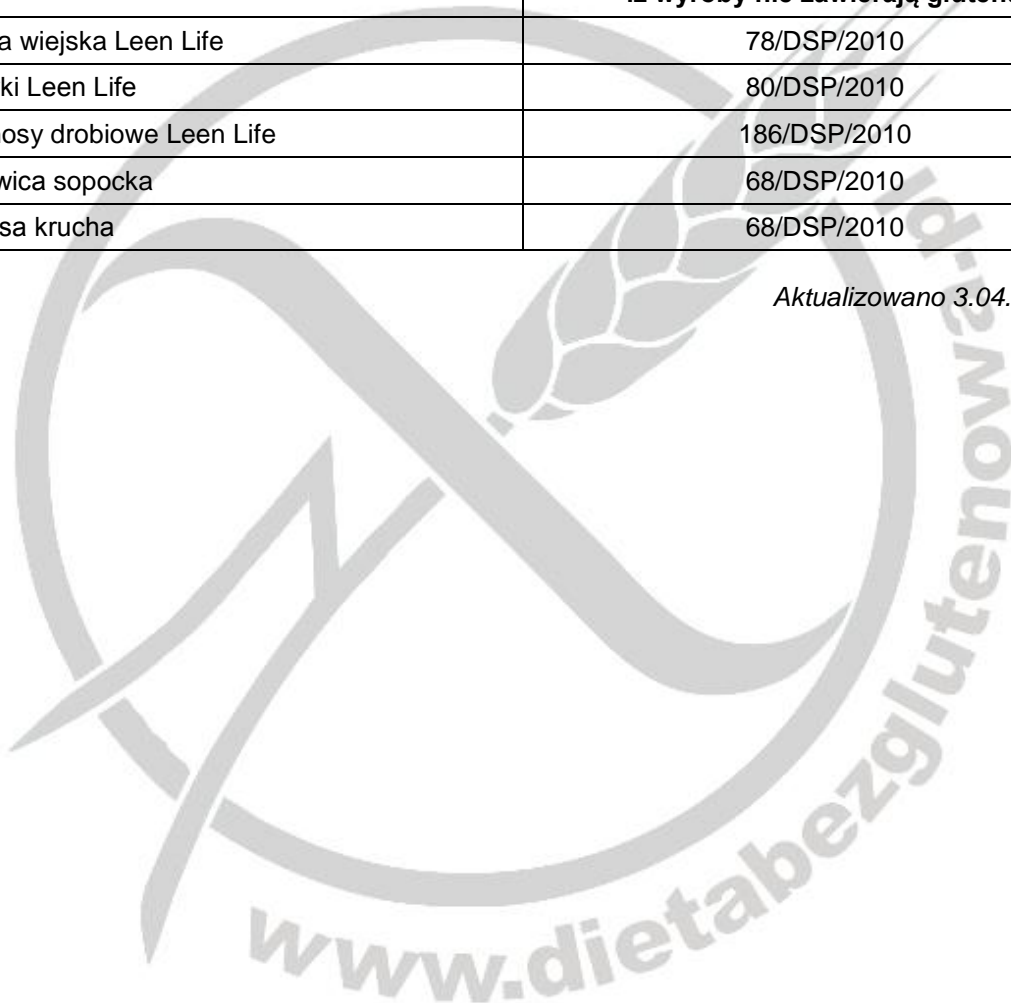 iż wyroby nie zawierają
a wiejska Leen Life 78/DSP/2010
ki Leen Life 80/DSP/2010
osy drobiowe Leen Life 186/DSP/2010
wica sopocka 68/DSP/2010
sa krucha 68/DSP/2010
Aktualizowano 3.04.
www.dietabezglutenowa.pl